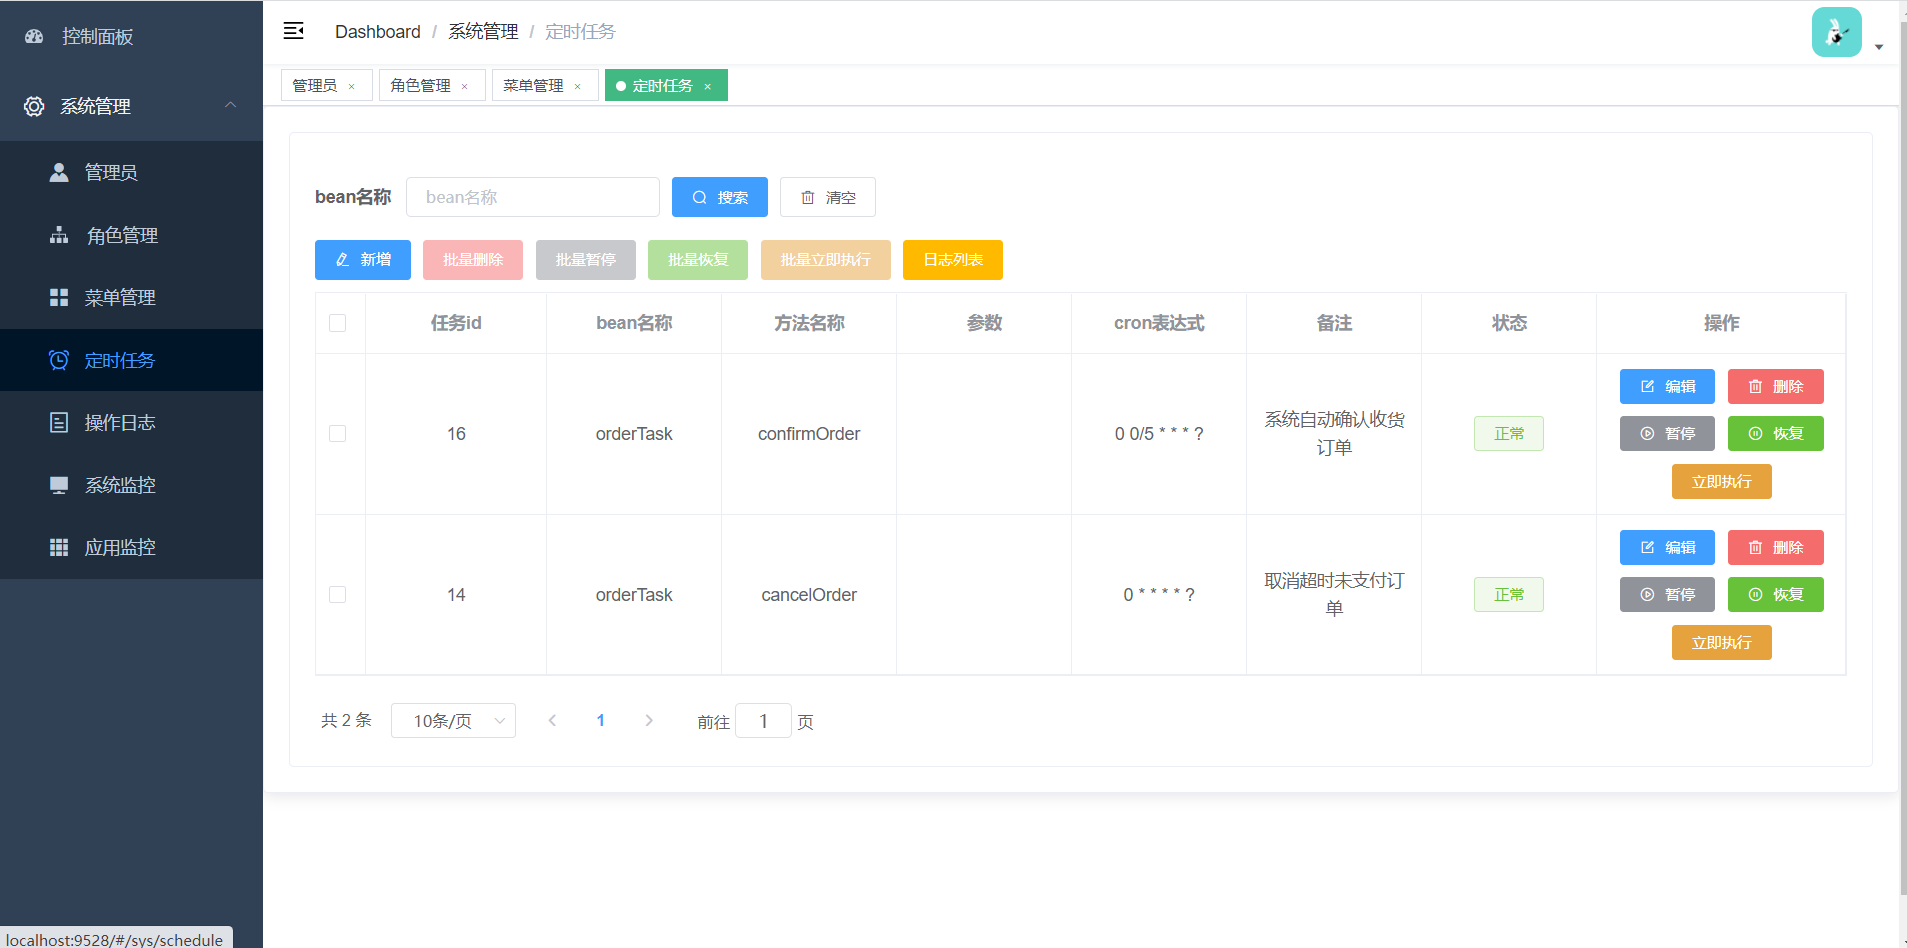 控制面板
系统管理
管理员
角色管理
菜单管理
定时任务
操作日志
系统监控
应用监控
localhost:9528/#/sys/schedule
Dashboard / 系统管理 / 定时任务
管理员 × 角色管理 × 菜单管理 × 定时任务 ×
bean名称 bean名称 搜索 清空
新增 批量删除 批量暂停 批量恢复 批量立即执行 日志列表
任务id bean名称 方法名称 参数 cron表达式 备注 状态 操作
16 orderTask confirmOrder 0 0/5 * * * ? 系统自动确认收货
订单 正常 编辑 删除
暂停 恢复
立即执行
14 orderTask cancelOrder 0 * * * * ? 取消超时未支付订
单 正常 编辑 删除
暂停 恢复
立即执行
共 2 条 10条/页 1 前往 1 页